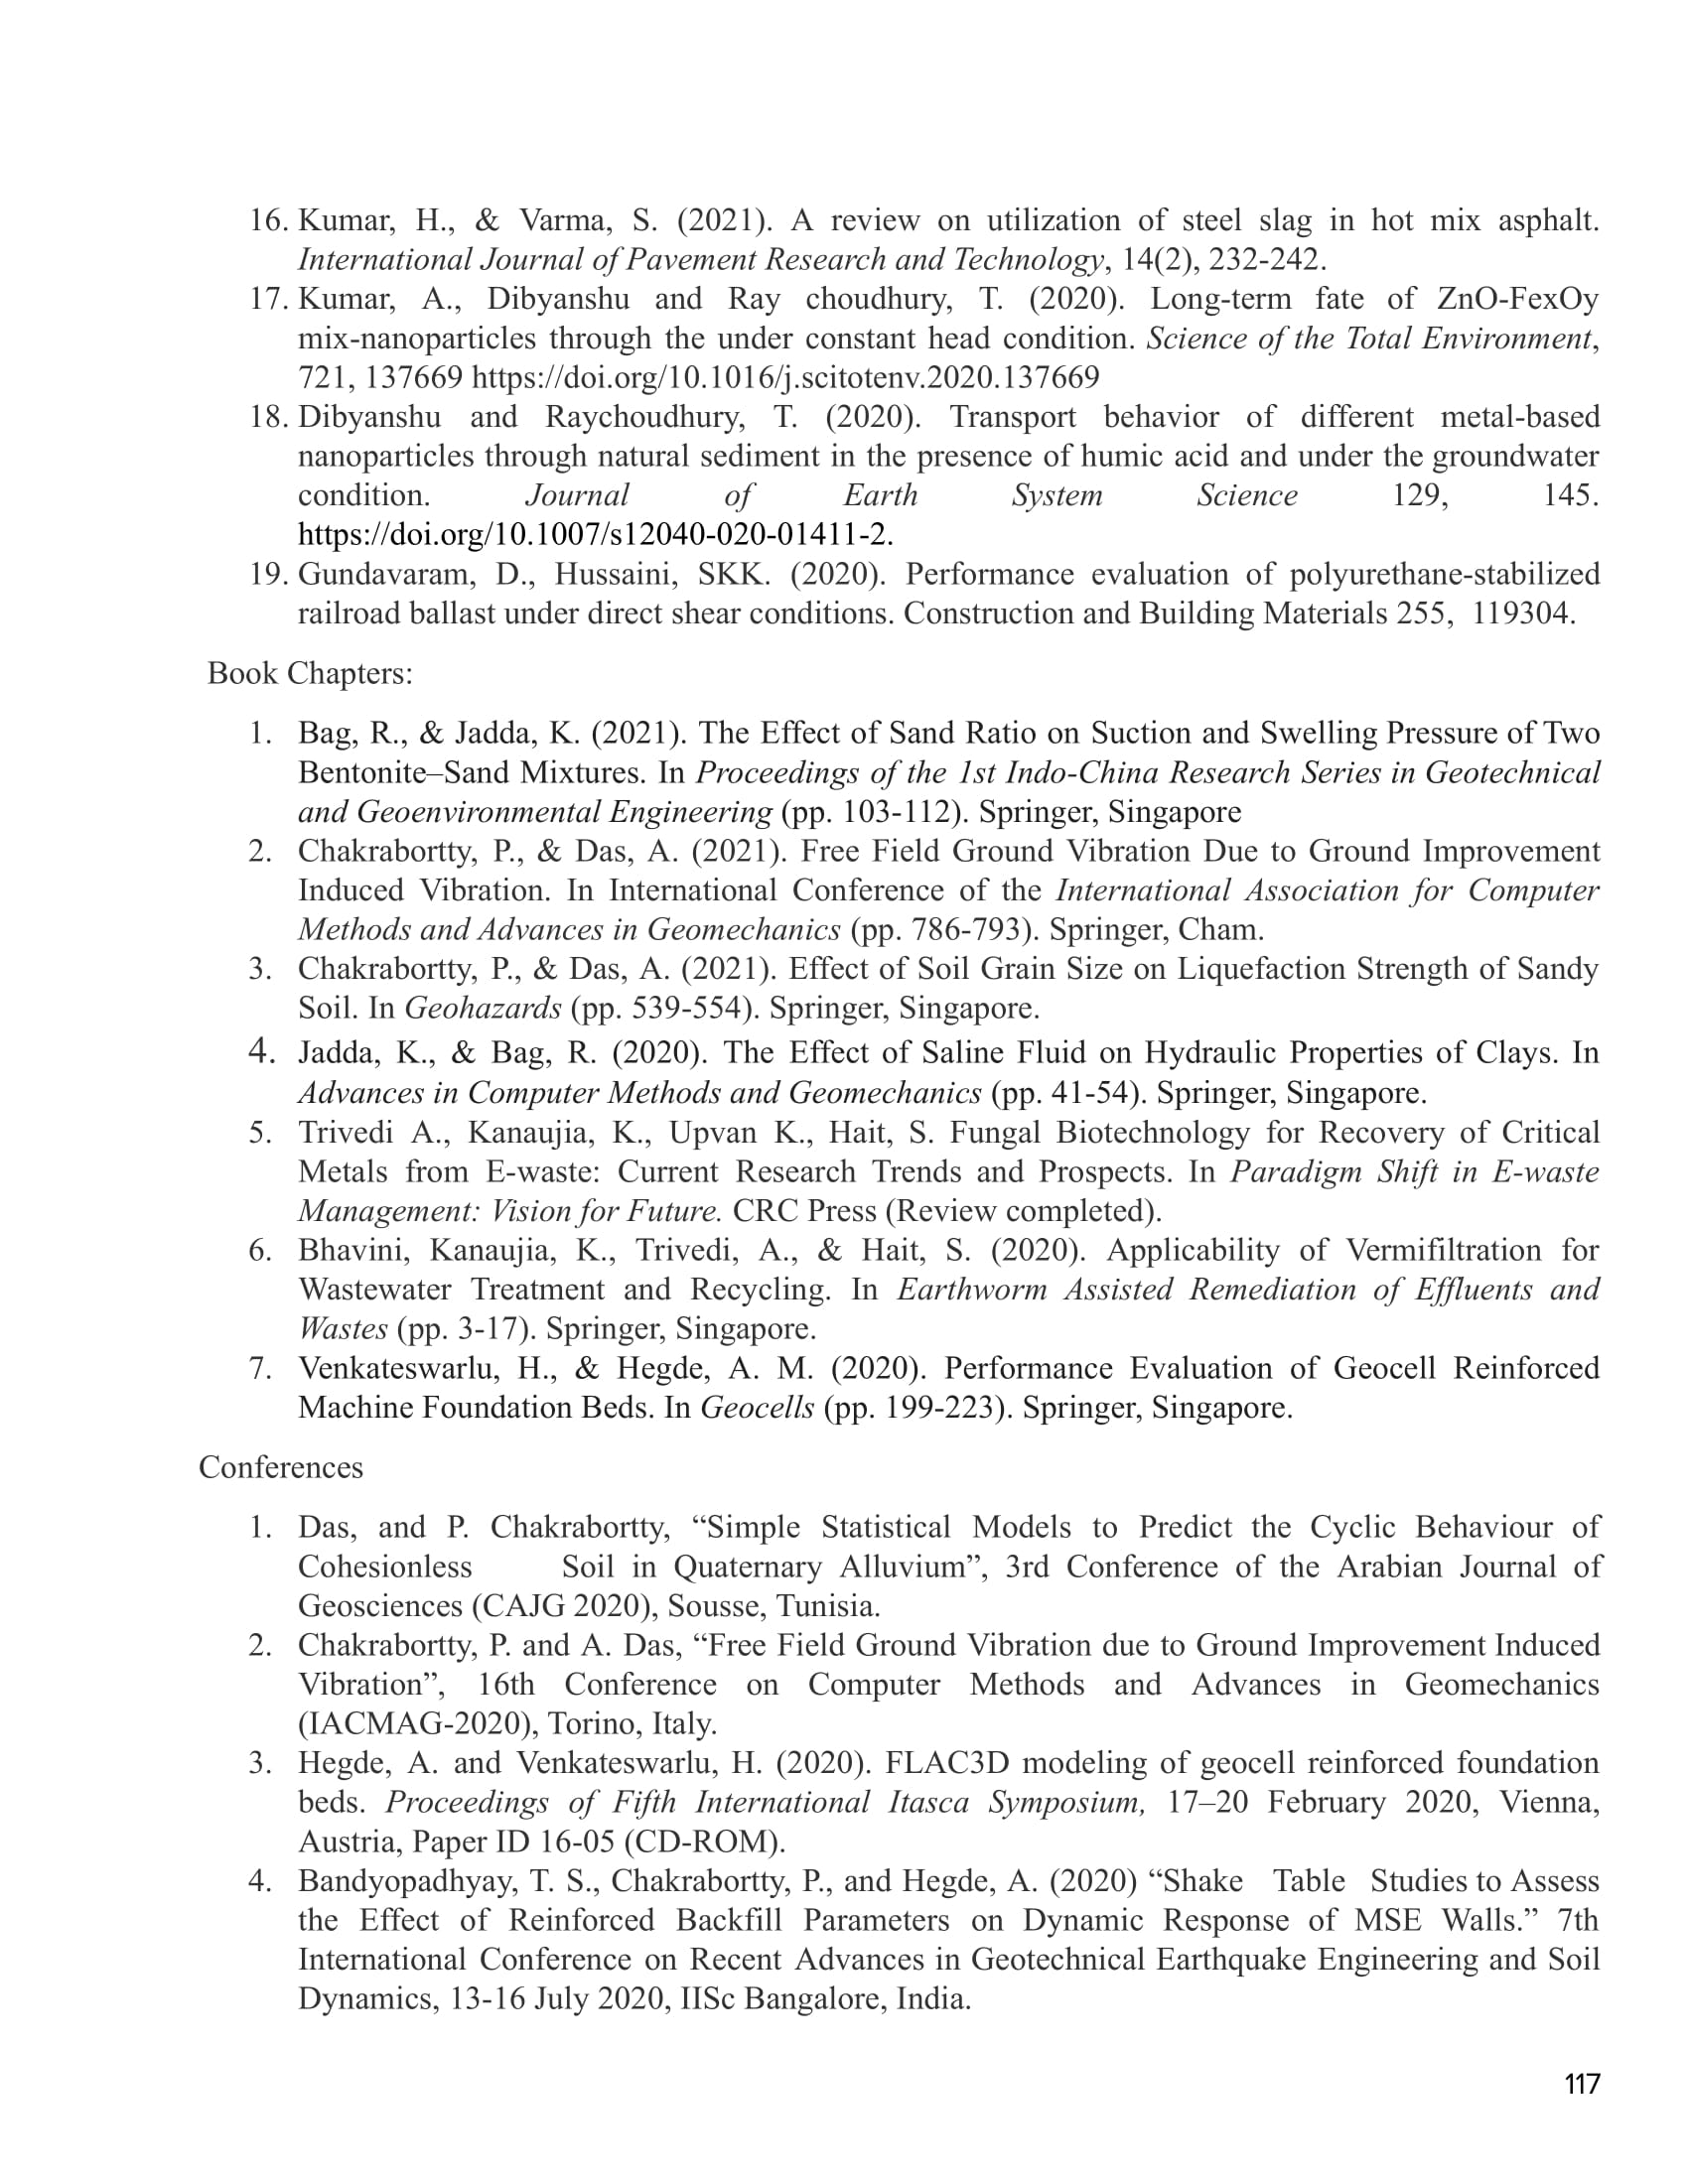 16. Kumar, H., & Varma, S. (2021). A review on utilization of steel slag in hot mix asphalt.
International Journal of Pavement Research and Technology, 14(2), 232-242.
17. Kumar, A., Dibyanshu and Ray choudhury, T. (2020). Long-term fate of ZnO-FexOy
mix-nanoparticles through the under constant head condition. Science of the Total Environment,
721, 137669 https://doi.org/10.1016/j.scitotenv.2020.137669
18. Dibyanshu and Raychoudhury, T. (2020). Transport behavior of different metal-based
nanoparticles through natural sediment in the presence of humic acid and under the groundwater
condition. Journal of Earth System Science 129, 145.
https://doi.org/10.1007/s12040-020-01411-2.
19. Gundavaram, D., Hussaini, SKK. (2020). Performance evaluation of polyurethane-stabilized
railroad ballast under direct shear conditions. Construction and Building Materials 255, 119304.
Book Chapters:
1. Bag, R., & Jadda, K. (2021). The Effect of Sand Ratio on Suction and Swelling Pressure of Two
Bentonite–Sand Mixtures. In Proceedings of the 1st Indo-China Research Series in Geotechnical
and Geoenvironmental Engineering (pp. 103-112). Springer, Singapore
2. Chakrabortty, P., & Das, A. (2021). Free Field Ground Vibration Due to Ground Improvement
Induced Vibration. In International Conference of the International Association for Computer
Methods and Advances in Geomechanics (pp. 786-793). Springer, Cham.
3. Chakrabortty, P., & Das, A. (2021). Effect of Soil Grain Size on Liquefaction Strength of Sandy
Soil. In Geohazards (pp. 539-554). Springer, Singapore.
4. Jadda, K., & Bag, R. (2020). The Effect of Saline Fluid on Hydraulic Properties of Clays. In
Advances in Computer Methods and Geomechanics (pp. 41-54). Springer, Singapore.
5. Trivedi A., Kanaujia, K., Upvan K., Hait, S. Fungal Biotechnology for Recovery of Critical
Metals from E-waste: Current Research Trends and Prospects. In Paradigm Shift in E-waste
Management: Vision for Future. CRC Press (Review completed).
6. Bhavini, Kanaujia, K., Trivedi, A., & Hait, S. (2020). Applicability of Vermifiltration for
Wastewater Treatment and Recycling. In Earthworm Assisted Remediation of Effluents and
Wastes (pp. 3-17). Springer, Singapore.
7. Venkateswarlu, H., & Hegde, A. M. (2020). Performance Evaluation of Geocell Reinforced
Machine Foundation Beds. In Geocells (pp. 199-223). Springer, Singapore.
Conferences
1. Das, and P. Chakrabortty, “Simple Statistical Models to Predict the Cyclic Behaviour of
Cohesionless Soil in Quaternary Alluvium”, 3rd Conference of the Arabian Journal of
Geosciences (CAJG 2020), Sousse, Tunisia.
2. Chakrabortty, P. and A. Das, “Free Field Ground Vibration due to Ground Improvement Induced
Vibration”, 16th Conference on Computer Methods and Advances in Geomechanics
(IACMAG-2020), Torino, Italy.
3. Hegde, A. and Venkateswarlu, H. (2020). FLAC3D modeling of geocell reinforced foundation
beds. Proceedings of Fifth International Itasca Symposium, 17–20 February 2020, Vienna,
Austria, Paper ID 16-05 (CD-ROM).
4. Bandyopadhyay, T. S., Chakrabortty, P., and Hegde, A. (2020) “Shake Table Studies to Assess
the Effect of Reinforced Backfill Parameters on Dynamic Response of MSE Walls.” 7th
International Conference on Recent Advances in Geotechnical Earthquake Engineering and Soil
Dynamics, 13-16 July 2020, IISc Bangalore, India.
117